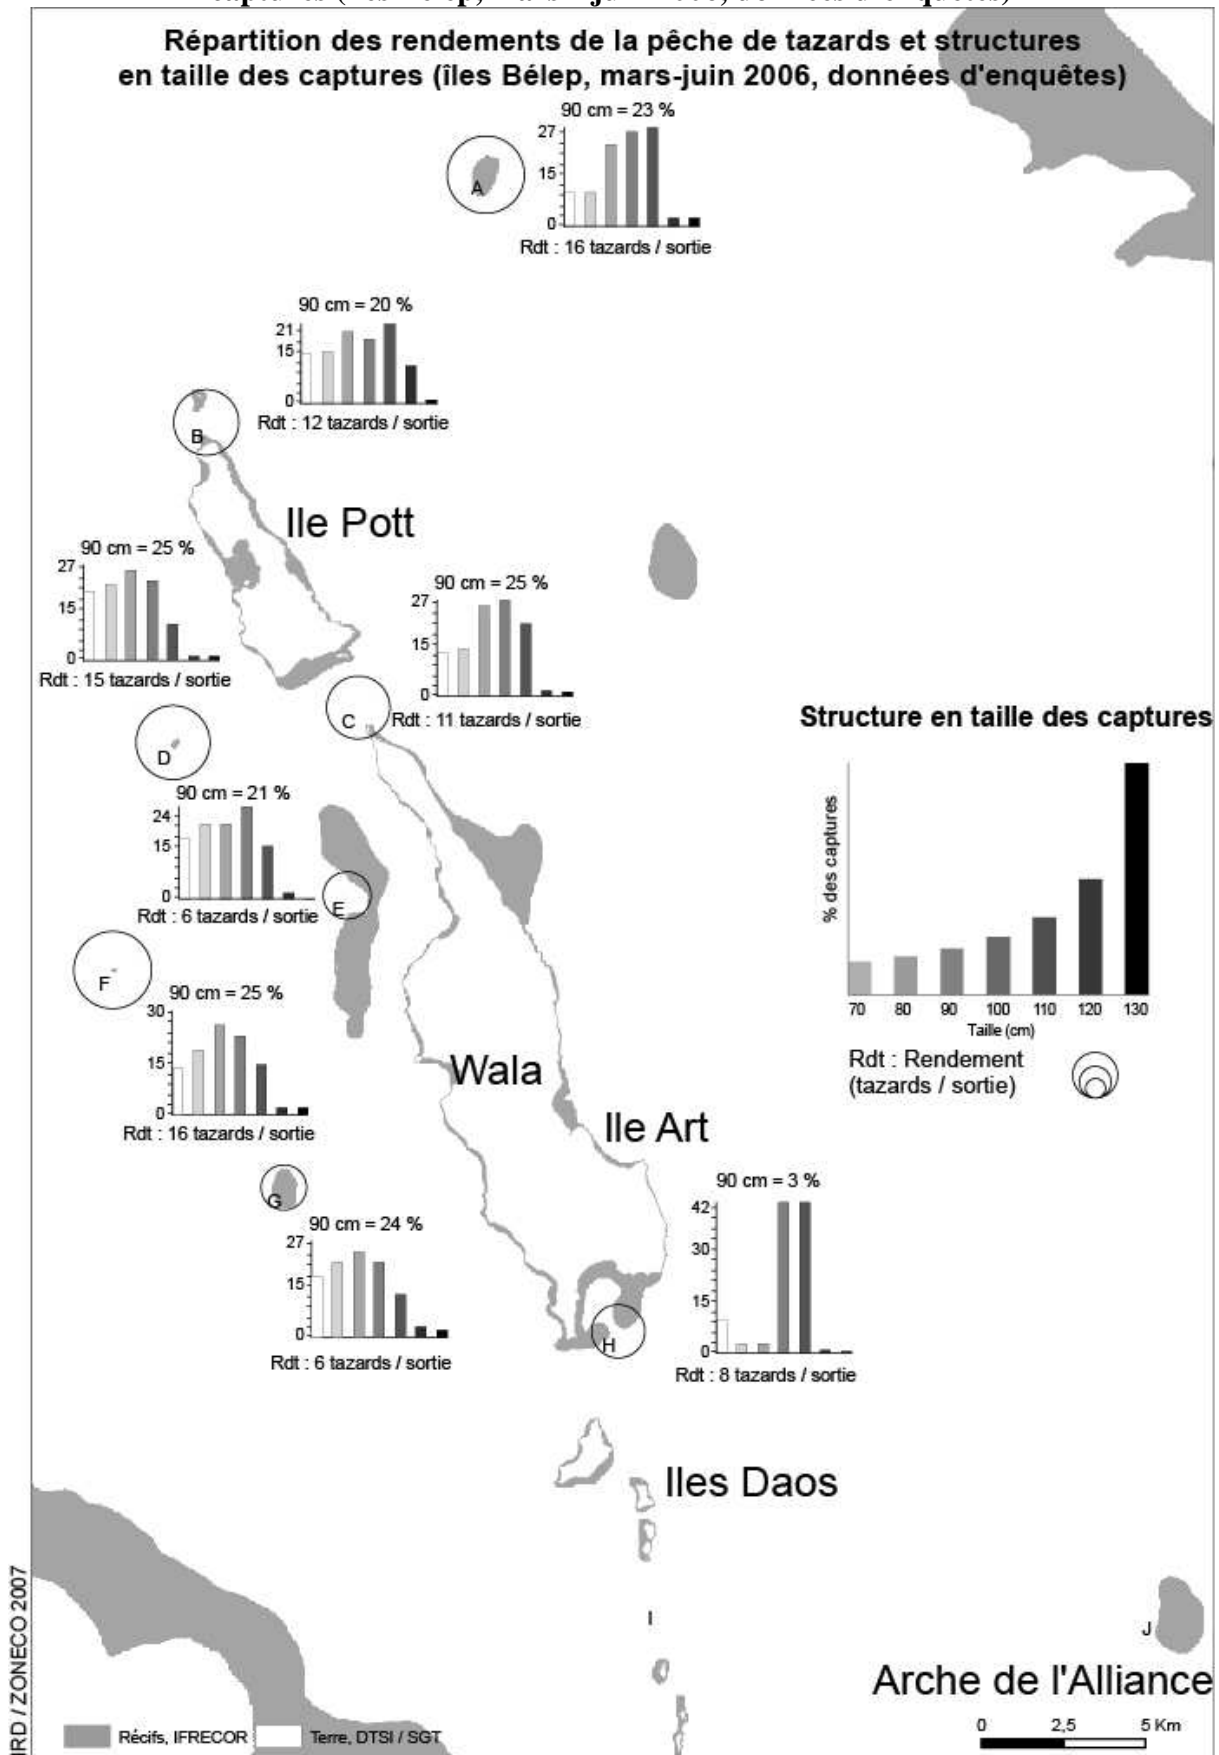 Répartition des rendements de la pêche de tazards et structures
en taille des captures (îles Bélep, mars-juin 2006, données d'enquêtes)
90 cm = 23 %
27
15
0
A
Rdt : 16 tazards / sortie
90 cm = 20 %
21
15
0
Rdt : 12 tazards / sortie
B
Ile Pott
90 cm = 25 %
27
15
0
Rdt : 15 tazards / sortie
90 cm = 25 %
27
15
0
Rdt : 11 tazards / sortie
C
D
90 cm = 21 %
24
15
0
Rdt : 6 tazards / sortie
E
F
90 cm = 25 %
30
15
0
Rdt : 16 tazards / sortie
Structure en taille des captures
% des captures
70 80 90 100 110 120 130
Taille (cm)
Rdt : Rendement
(tazards / sortie)
Wala
Ile Art
G
90 cm = 24 %
27
15
0
Rdt : 6 tazards / sortie
90 cm = 3 %
42
30
15
0
H
Rdt : 8 tazards / sortie
Iles Daos
I
J
Arche de l'Alliance
0 2,5 5 Km
Récifs, IFRECOR
Terre, DTSI / SGT
IRD / ZONECO 2007